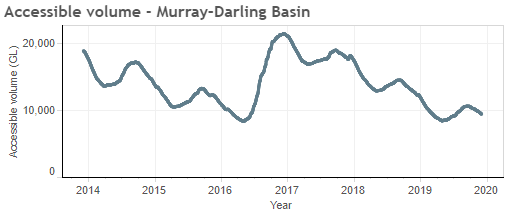 Accessible volume - Murray-Darling Basin
Accessible volume (GL)
20,000
10,000
0
2014 2015 2016 2017 2018 2019 2020
Year